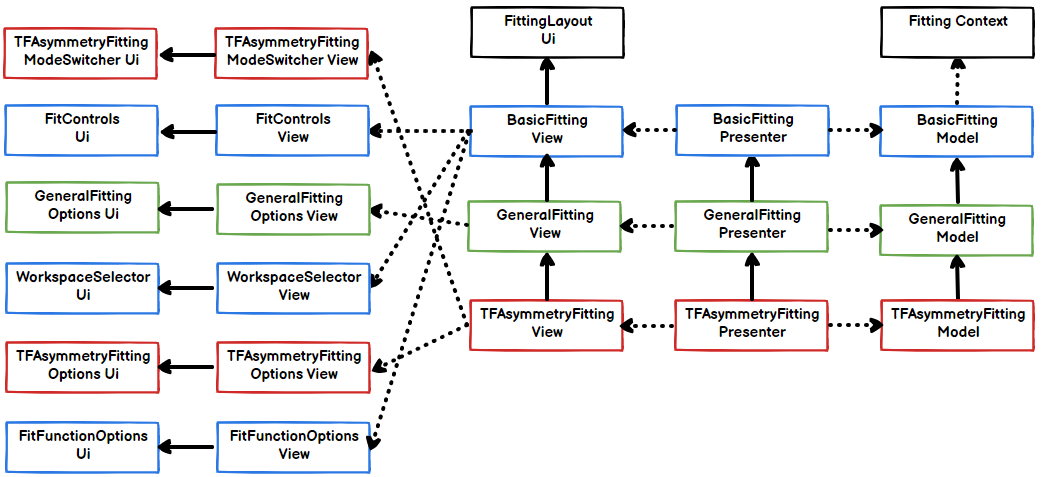 FittingLayout
Ui
Fitting Context
TFAsymmetryFitting
ModeSwitcher Ui
TFAsymmetryFitting
ModeSwitcher View
FitControls
Ui
FitControls
View
BasicFitting
View
BasicFitting
Presenter
BasicFitting
Model
GeneralFitting
Options Ui
GeneralFitting
Options View
GeneralFitting
View
GeneralFitting
Presenter
GeneralFitting
Model
WorkspaceSelector
Ui
WorkspaceSelector
View
TFAsymmetryFitting
View
TFAsymmetryFitting
Presenter
TFAsymmetryFitting
Model
TFAsymmetryFitting
Options Ui
TFAsymmetryFitting
Options View
FitFunctionOptions
Ui
FitFunctionOptions
View